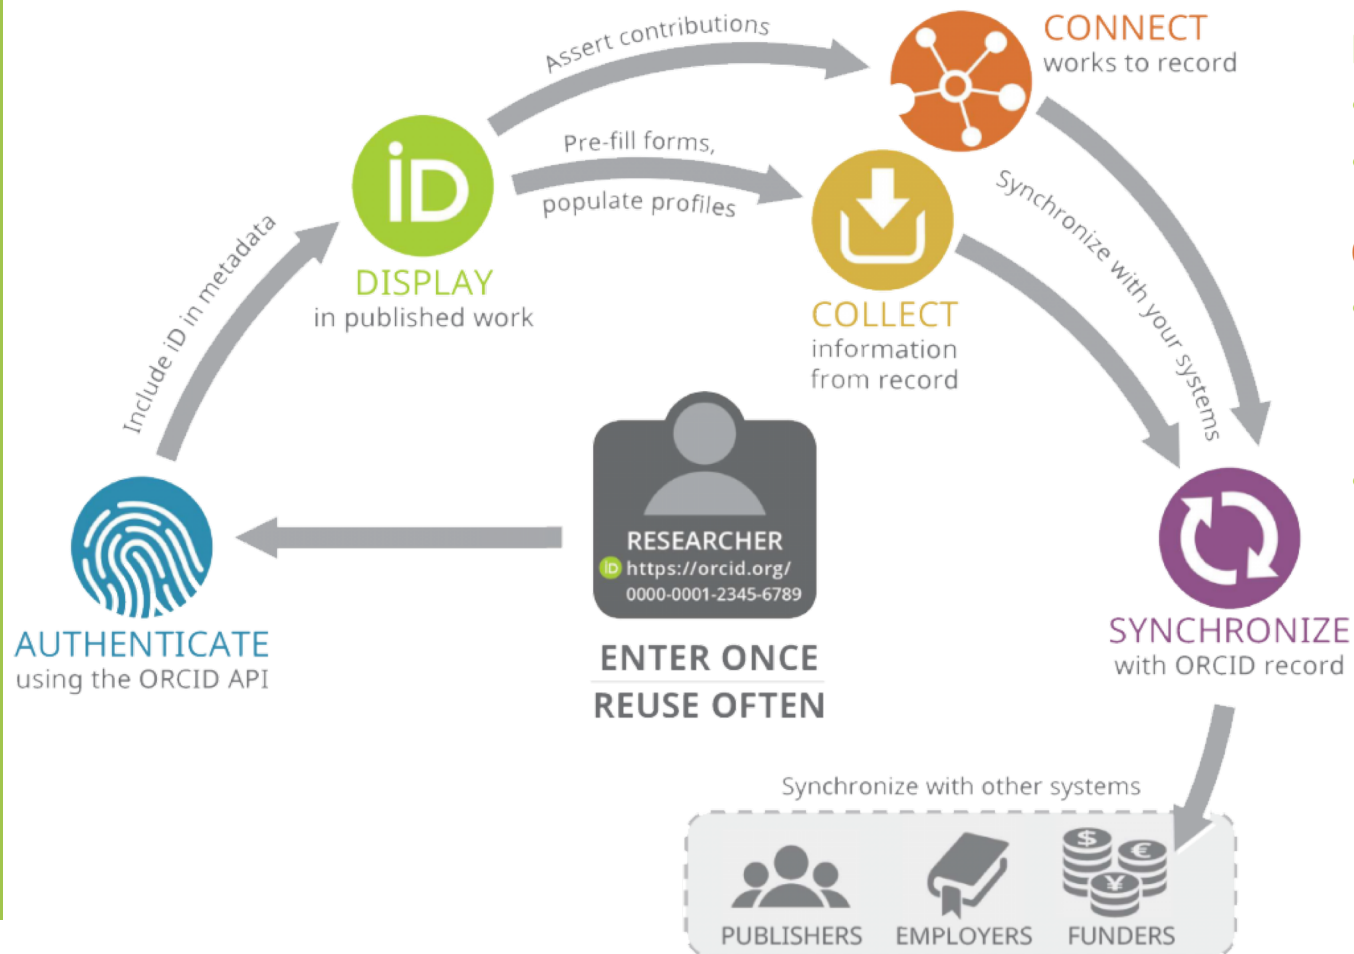 Assert contributions
CONNECT
works to record
Pre-fill forms,
populate profiles
iD
DISPLAY
in published work
Include iD in metadata
COLLECT
information
from record
Synchronize with your systems
RESEARCHER
iD https://orcid.org/
0000-0001-2345-6789
AUTHENTICATE
using the ORCID API
ENTER ONCE
REUSE OFTEN
SYNCHRONIZE
with ORCID record
Synchronize with other systems
$
€
¥
PUBLISHERS
EMPLOYERS
FUNDERS